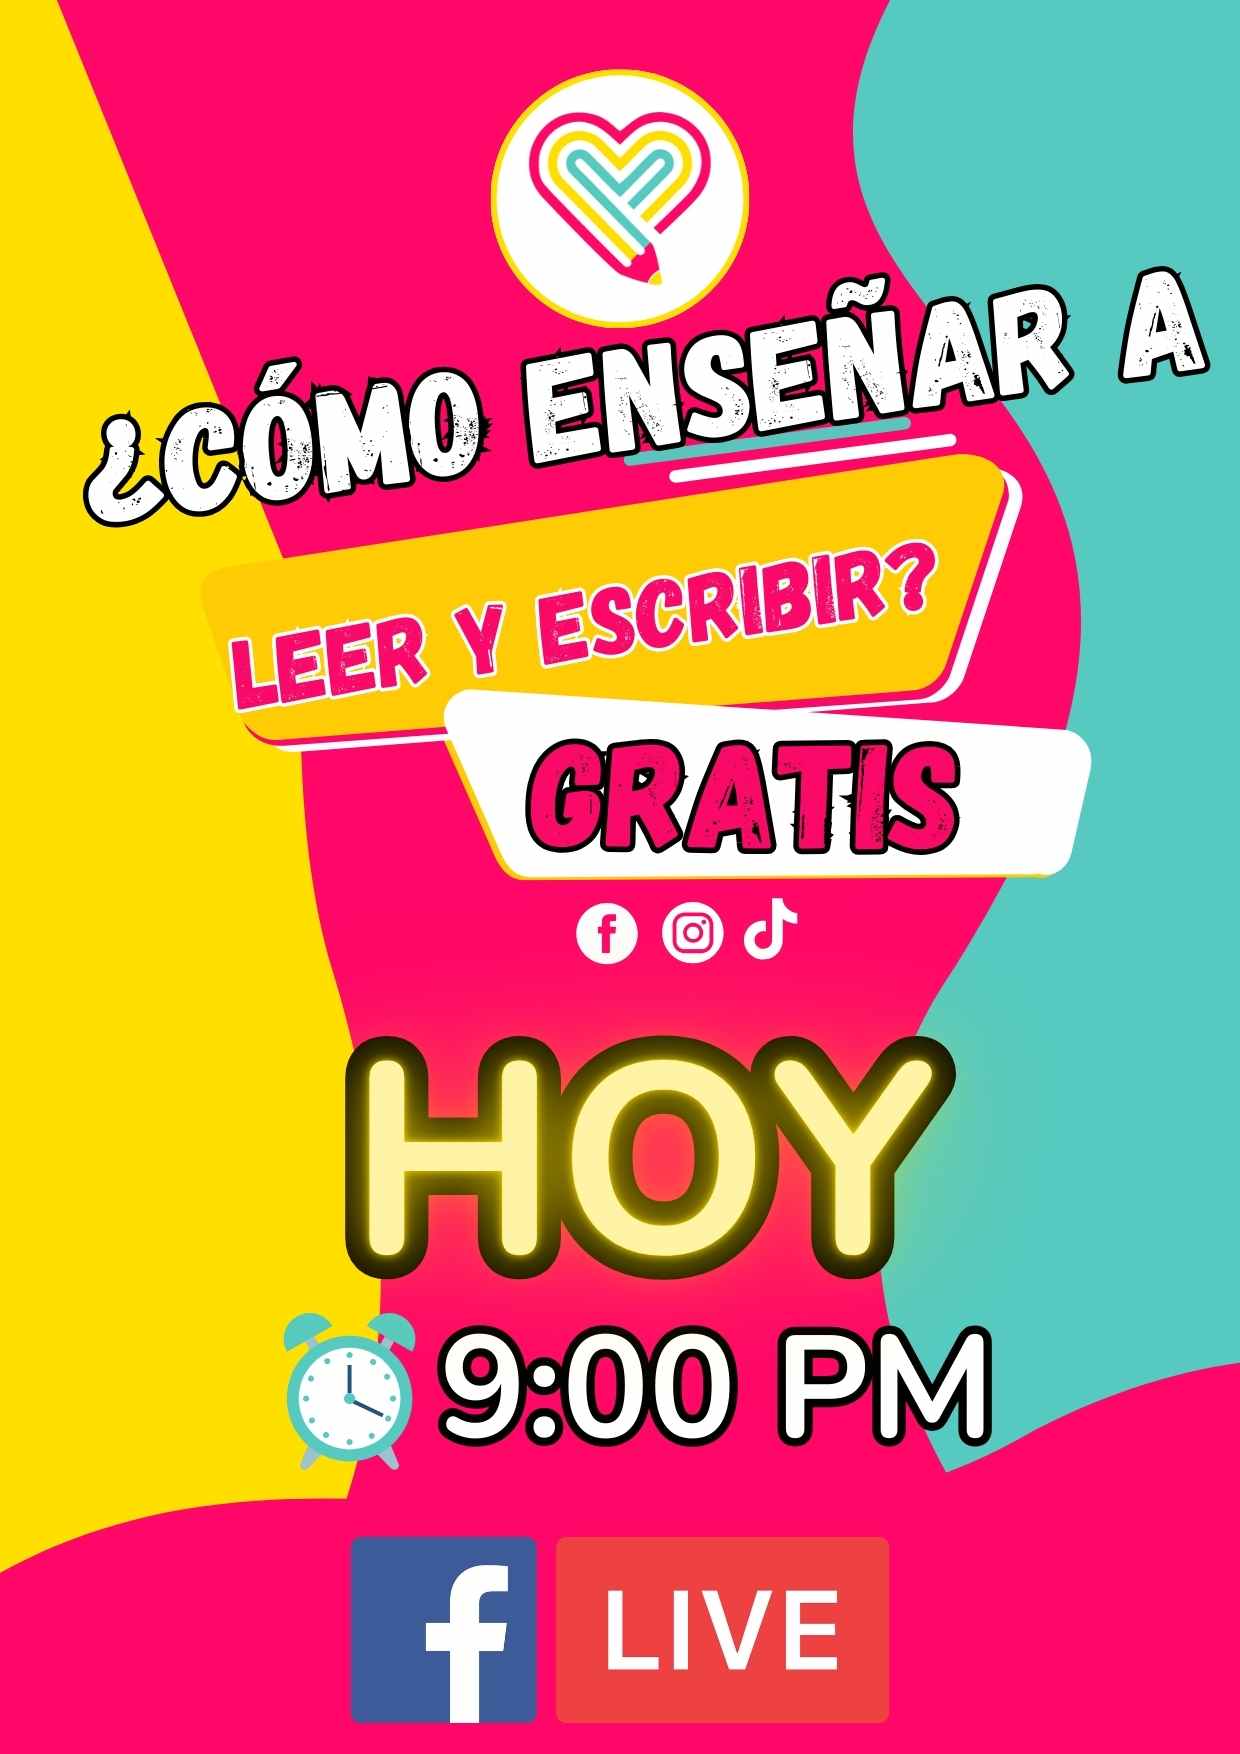 ¿CÓMO ENSEÑAR A
LEER Y ESCRIBIR?
GRATIS
HOY
9:00 PM
f LIVE